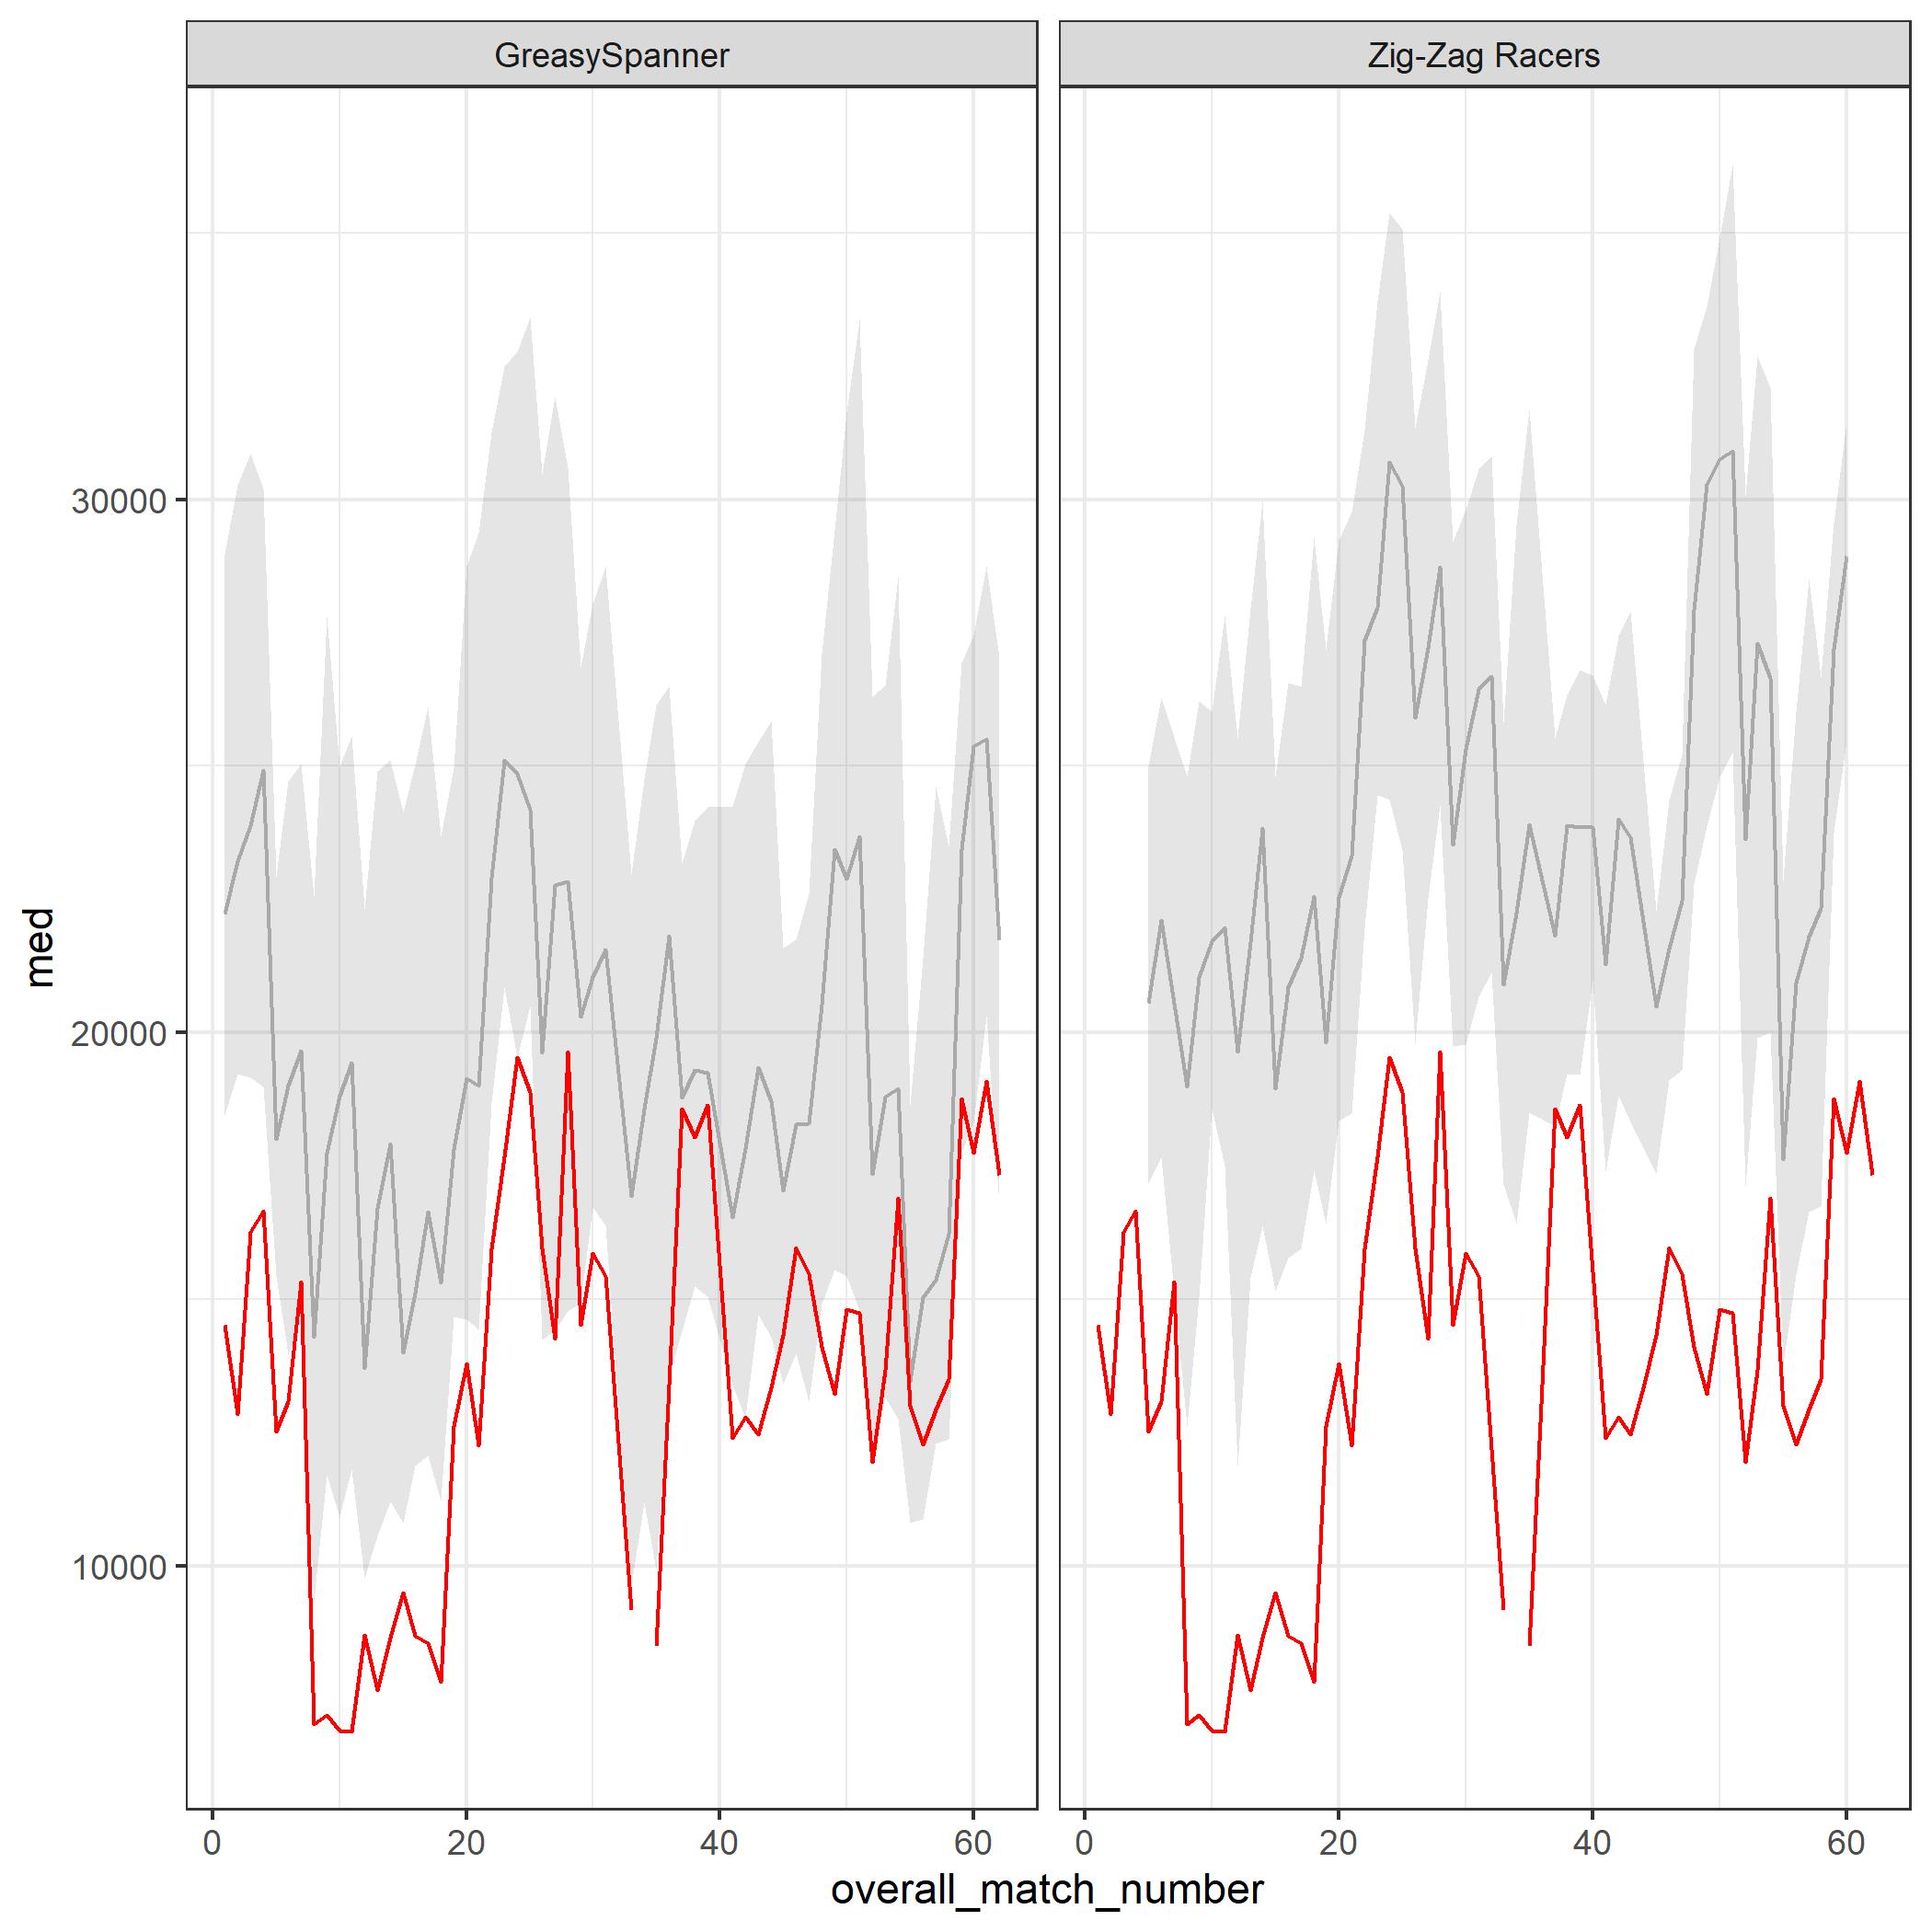 GreasySpanner Zig-Zag Racers
med
30000
20000
10000
0 20 40 60 0 20 40 60
overall_match_number